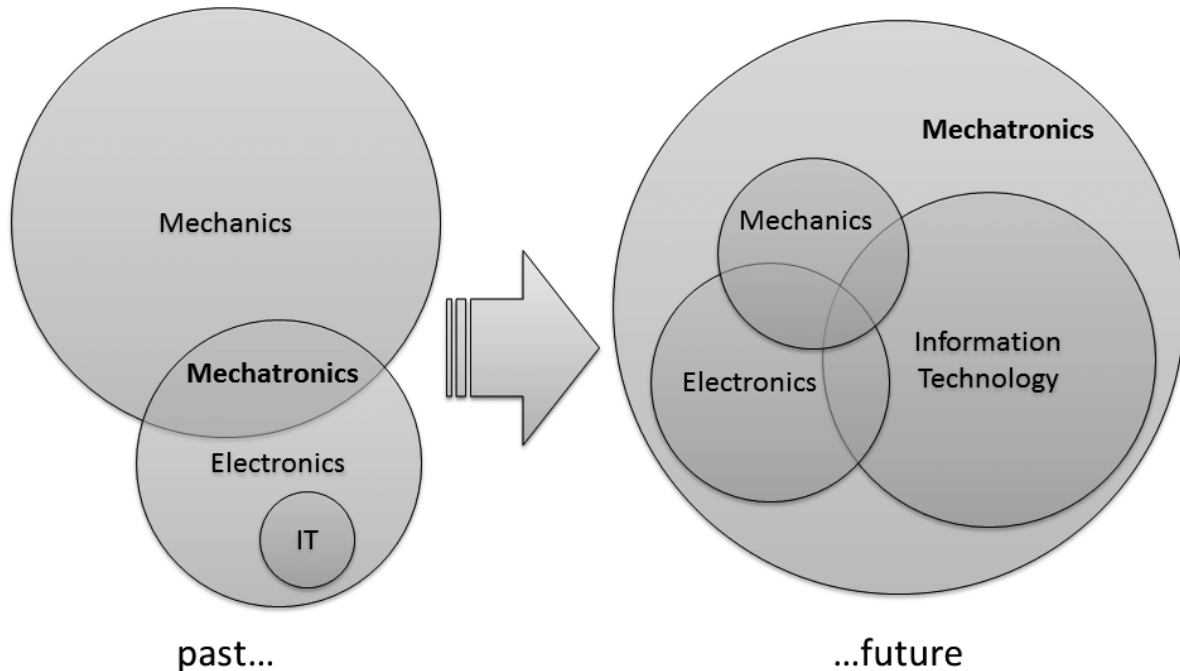 Mechanics
Mechatronics
Electronics
IT
past...
Mechatronics
Mechanics
Electronics
Information
Technology
...future